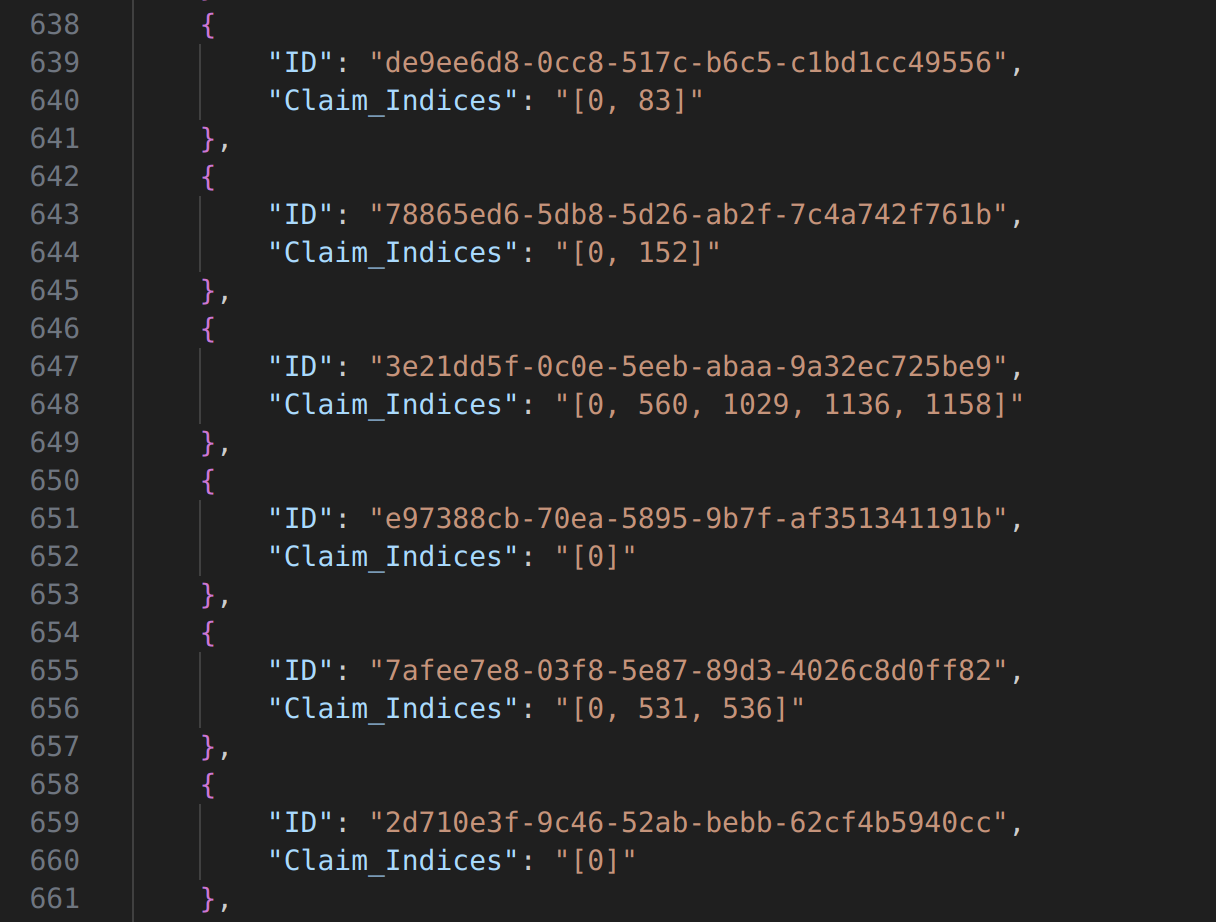 638 {
639 "ID": "de9ee6d8-0cc8-517c-b6c5-c1bd1cc49556",
640 "Claim_Indices": "[0, 83]"
641 },
642 {
643 "ID": "78865ed6-5db8-5d26-ab2f-7c4a742f761b",
644 "Claim_Indices": "[0, 152]"
645 },
646 {
647 "ID": "3e21dd5f-0c0e-5eeb-abaa-9a32ec725be9",
648 "Claim_Indices": "[0, 560, 1029, 1136, 1158]"
649 },
650 {
651 "ID": "e97388cb-70ea-5895-9b7f-af351341191b",
652 "Claim_Indices": "[0]"
653 },
654 {
655 "ID": "7afee7e8-03f8-5e87-89d3-4026c8d0ff82",
656 "Claim_Indices": "[0, 531, 536]"
657 },
658 {
659 "ID": "2d710e3f-9c46-52ab-bebb-62cf4b5940cc",
660 "Claim_Indices": "[0]"
661 },